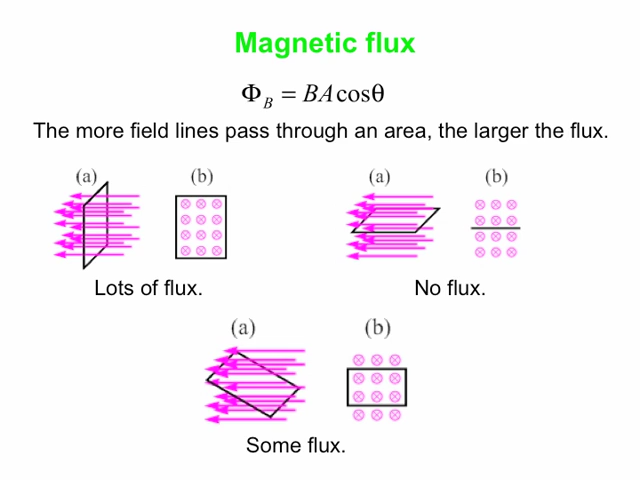 Magnetic flux
Φ_B = BA cosθ
The more field lines pass through an area, the larger the flux.
(a) (b) (a) (b)
Lots of flux. No flux.
(a) (b)
Some flux.